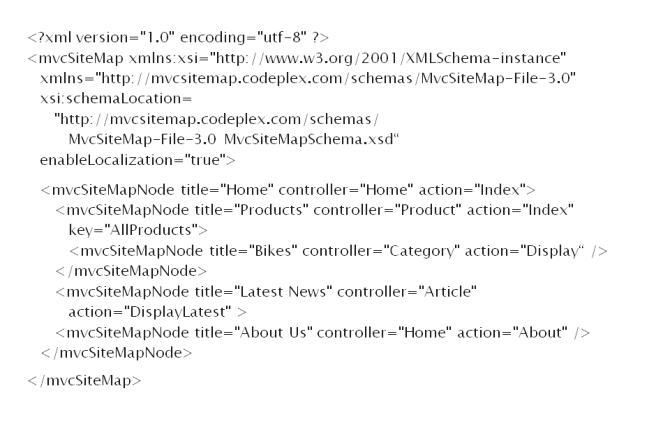 <?xml version="1.0" encoding="utf-8" ?>
<mvcSiteMap xmlns:xsi="http://www.w3.org/2001/XMLSchema-instance"
xmlns="http://mvcsitemap.codeplex.com/schemas/MvcSiteMap-File-3.0"
xsi:schemaLocation=
"http://mvcsitemap.codeplex.com/schemas/
MvcSiteMap-File-3.0 MvcSiteMapSchema.xsd“
enableLocalization="true">
<mvcSiteMapNode title="Home" controller="Home" action="Index">
<mvcSiteMapNode title="Products" controller="Product" action="Index"
key="AllProducts">
<mvcSiteMapNode title="Bikes" controller="Category" action="Display“ />
</mvcSiteMapNode>
<mvcSiteMapNode title="Latest News" controller="Article"
action="DisplayLatest" >
<mvcSiteMapNode title="About Us" controller="Home" action="About" />
</mvcSiteMapNode>
</mvcSiteMap>